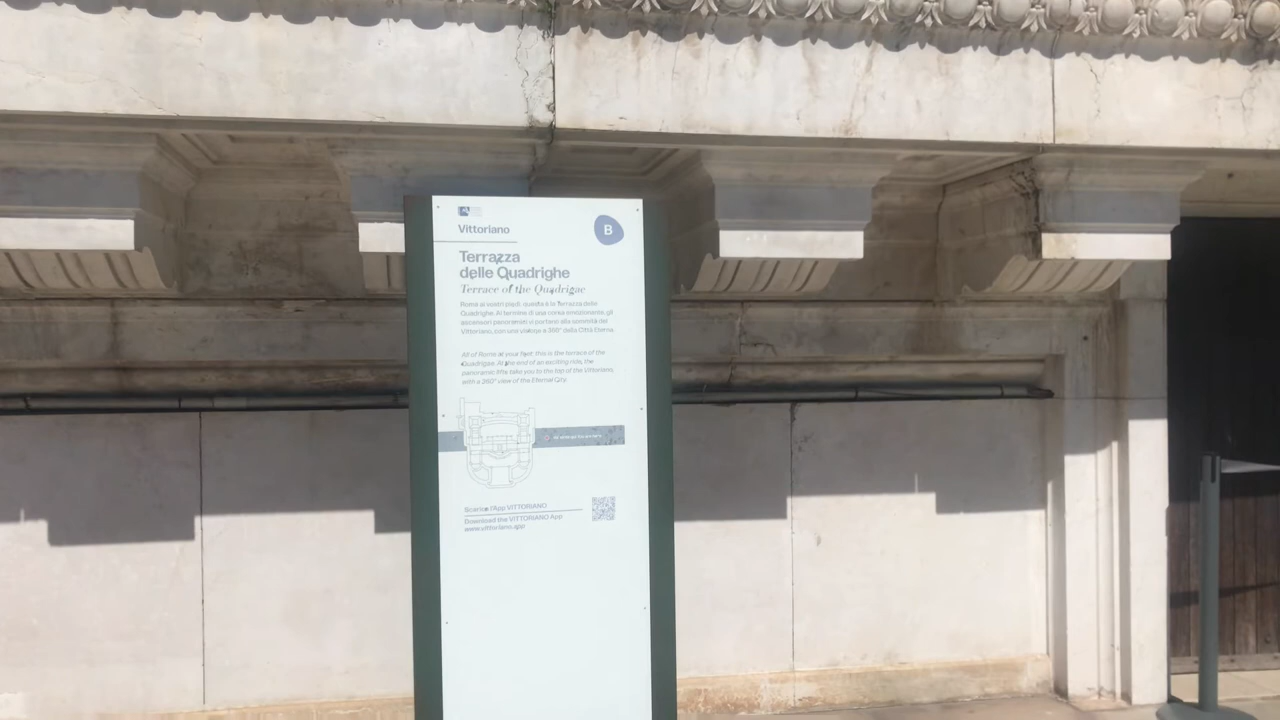 Vittoriano
B
Terrazza
delle Quadrighe
Terrace of the Quadrigae
Roma ai vostri piedi: questa è la Terrazza delle
Quadrighe. Al termine di una corsa emozionante, gli
ascensori panoramici vi portano alla sommità del
Vittoriano, con una vista a 360° della Città Eterna.
All of Rome at your feet: this is the terrace of the
Quadrigae. At the end of an exciting ride, the
panoramic lifts take you to the top of the Vittoriano,
with a 360° view of the Eternal City.
Scarica l'App VITTORIANO
Download the VITTORIANO App
www.vittoriano.app